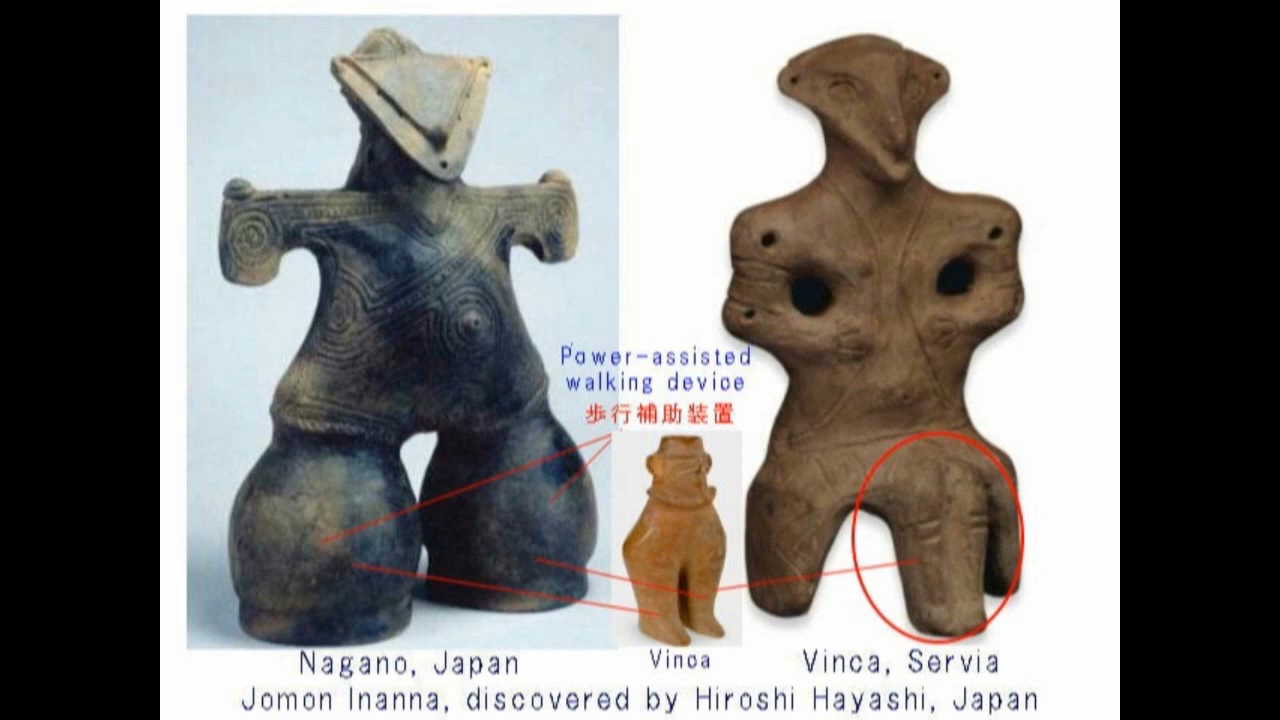 Power-assisted
walking device
歩行補助装置
Nagano, Japan
Vinca
Vinca, Servia
Jomon Inanna, discovered by Hiroshi Hayashi, Japan